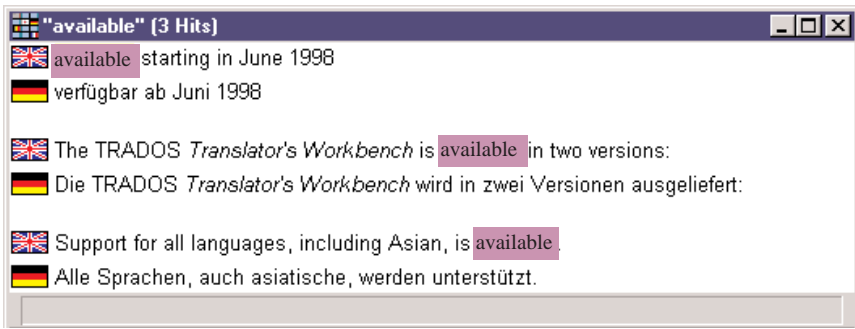 "available" (3 Hits)
available starting in June 1998
verfügbar ab Juni 1998
The TRADOS Translator's Workbench is available in two versions:
Die TRADOS Translator's Workbench wird in zwei Versionen ausgeliefert:
Support for all languages, including Asian, is available.
Alle Sprachen, auch asiatische, werden unterstützt.